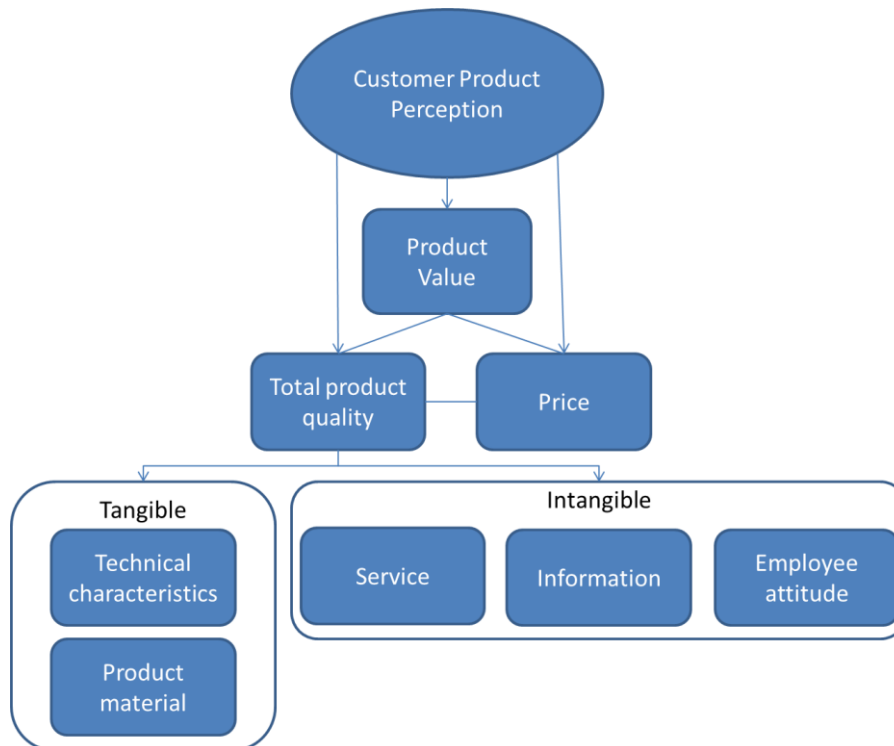 Customer Product
Perception
Product
Value
Total product
quality
Price
Tangible
Technical
characteristics
Product
material
Intangible
Service
Information
Employee
attitude